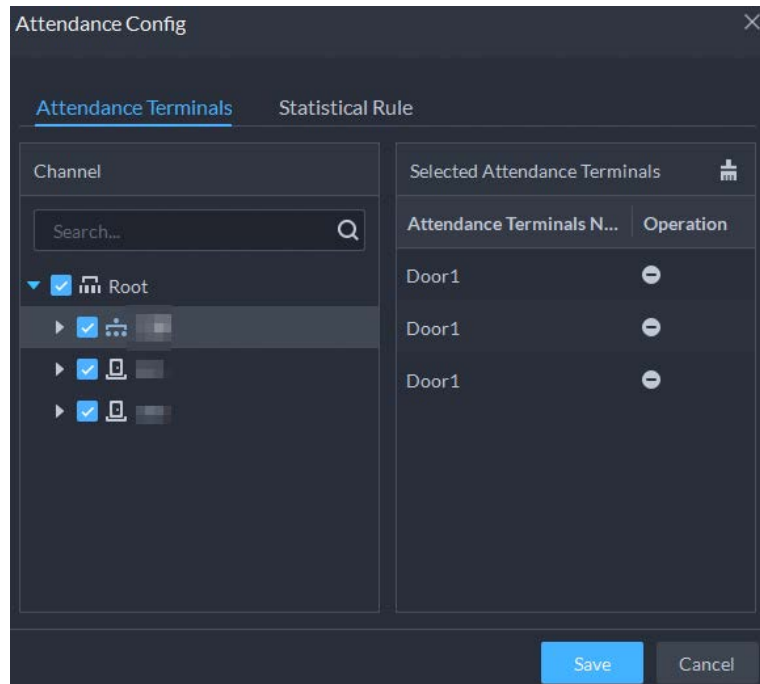 Attendance Config
Attendance Terminals Statistical Rule
Channel
Search...
Root
Selected Attendance Terminals
Attendance Terminals N... Operation
Door1
Door1
Door1
Save Cancel